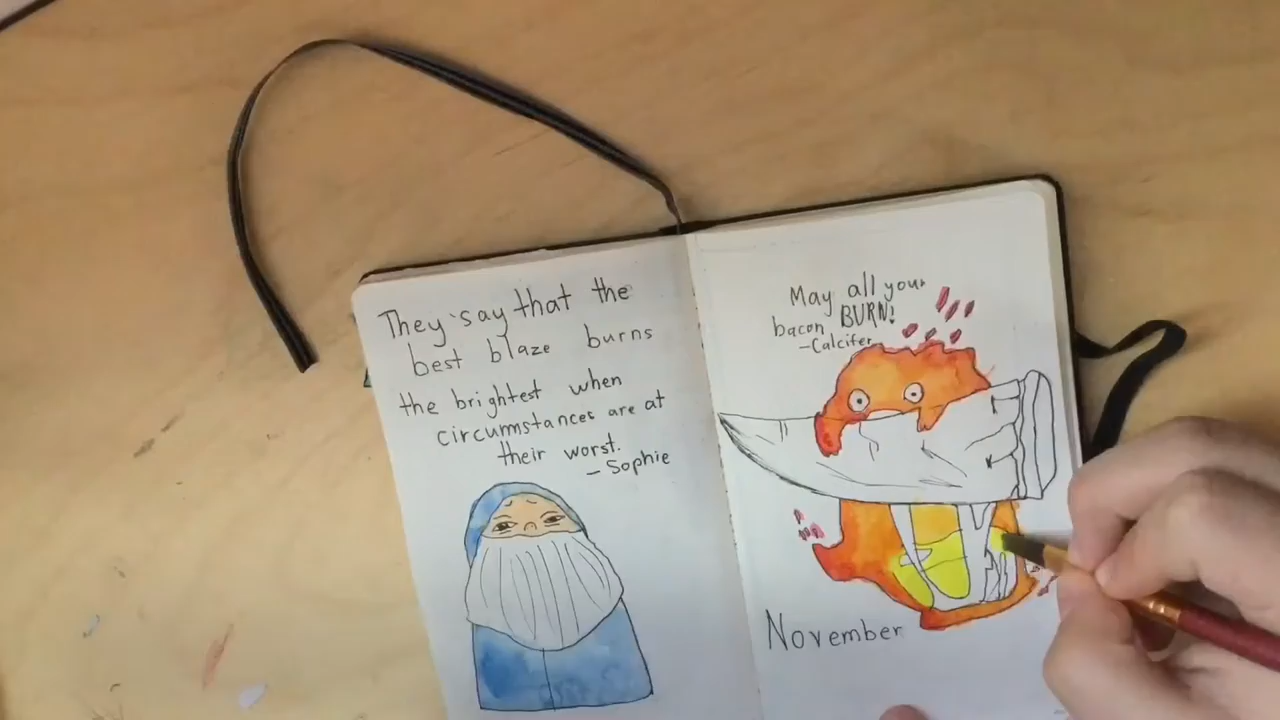 They say that the
best blaze burns
the brightest when
circumstances are at
their worst.
- Sophie
May all your
bacon BURN!
-Calcifer
November